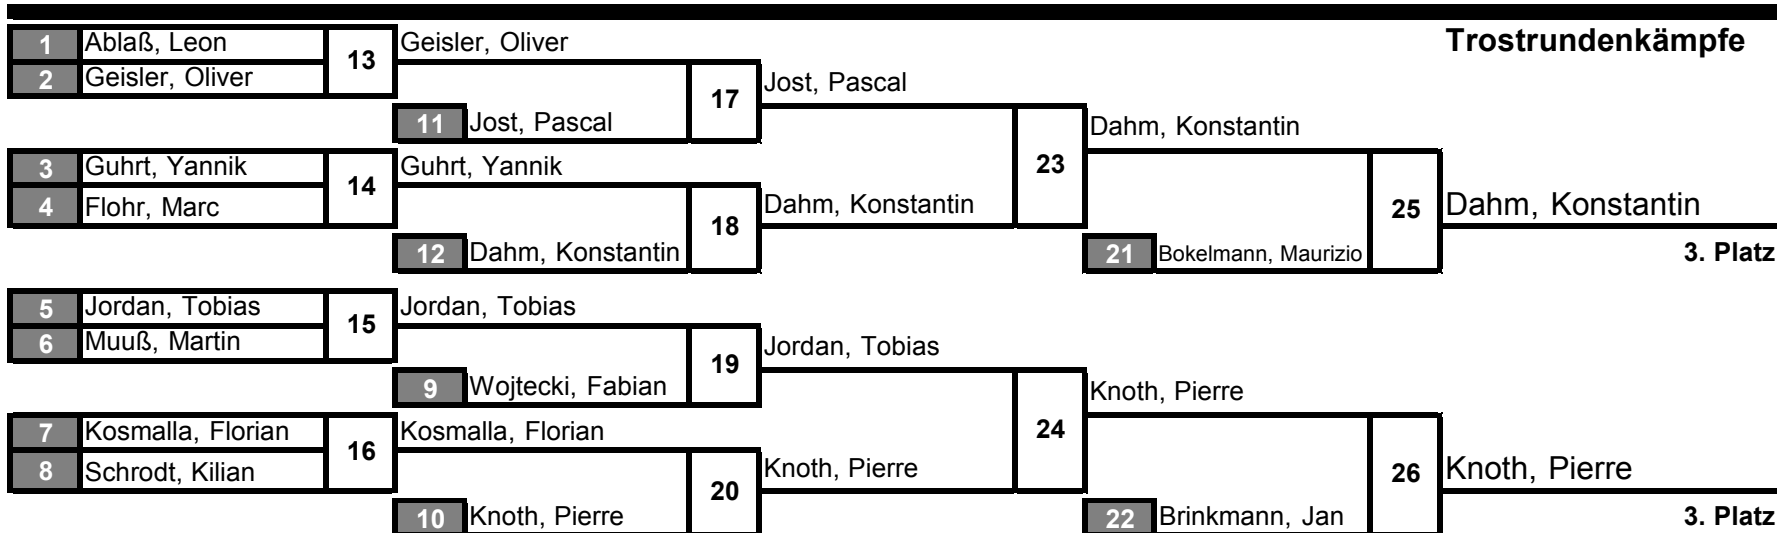 Trostrundenkämpfe
1 Ablaß, Leon 13 Geisler, Oliver
2 Geisler, Oliver
17 Jost, Pascal
11 Jost, Pascal
23 Dahm, Konstantin
3 Guhrt, Yannik 14 Guhrt, Yannik
4 Flohr, Marc
18 Dahm, Konstantin
12 Dahm, Konstantin
25 Dahm, Konstantin
21 Bokelmann, Maurizio
3. Platz
5 Jordan, Tobias 15 Jordan, Tobias
6 Muuß, Martin
19 Jordan, Tobias
9 Wojtecki, Fabian
24 Knoth, Pierre
7 Kosmalla, Florian 16 Kosmalla, Florian
8 Schrodt, Kilian
20 Knoth, Pierre
10 Knoth, Pierre
26 Knoth, Pierre
22 Brinkmann, Jan
3. Platz